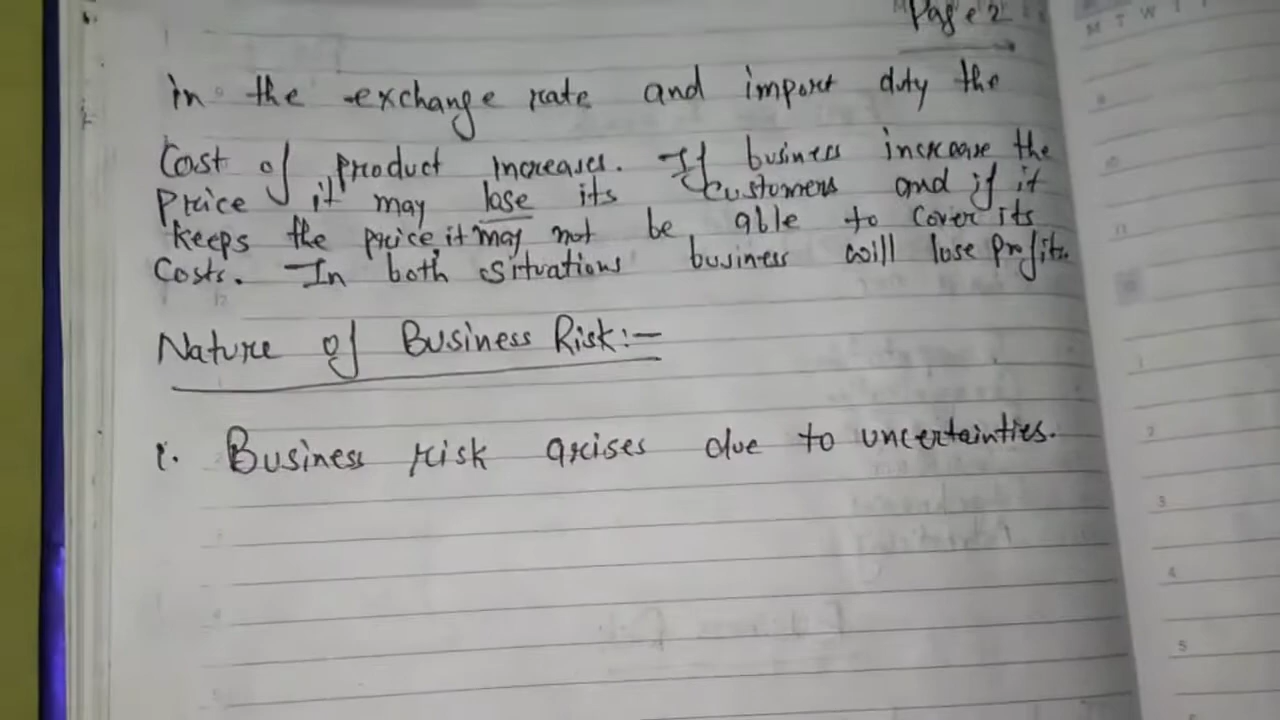 Page 2
in the exchange rate and import duty the
Cost of product increases. If business increase the
Price it may lose its customers and if it
keeps the price, it may not be able to cover its
Costs. In both situations business will lose profit.
Nature of Business Risk:-
1. Business risk arises due to uncertainties.
M T W